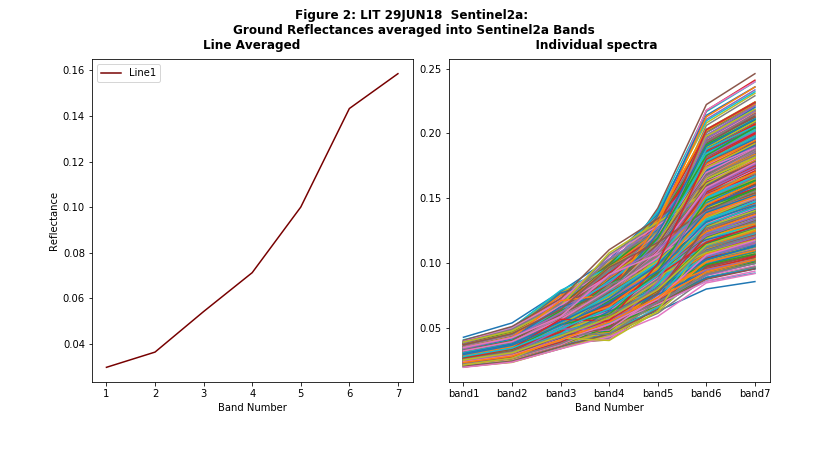 Figure 2: LIT 29JUN18  Sentinel2a:
Ground Reflectances averaged into Sentinel2a Bands
Line Averaged
Individual spectra
Line1
0.16
0.14
0.12
0.10
0.08
0.06
0.04
Reflectance
1 2 3 4 5 6 7
Band Number
0.25
0.20
0.15
0.10
0.05
band1 band2 band3 band4 band5 band6 band7
Band Number